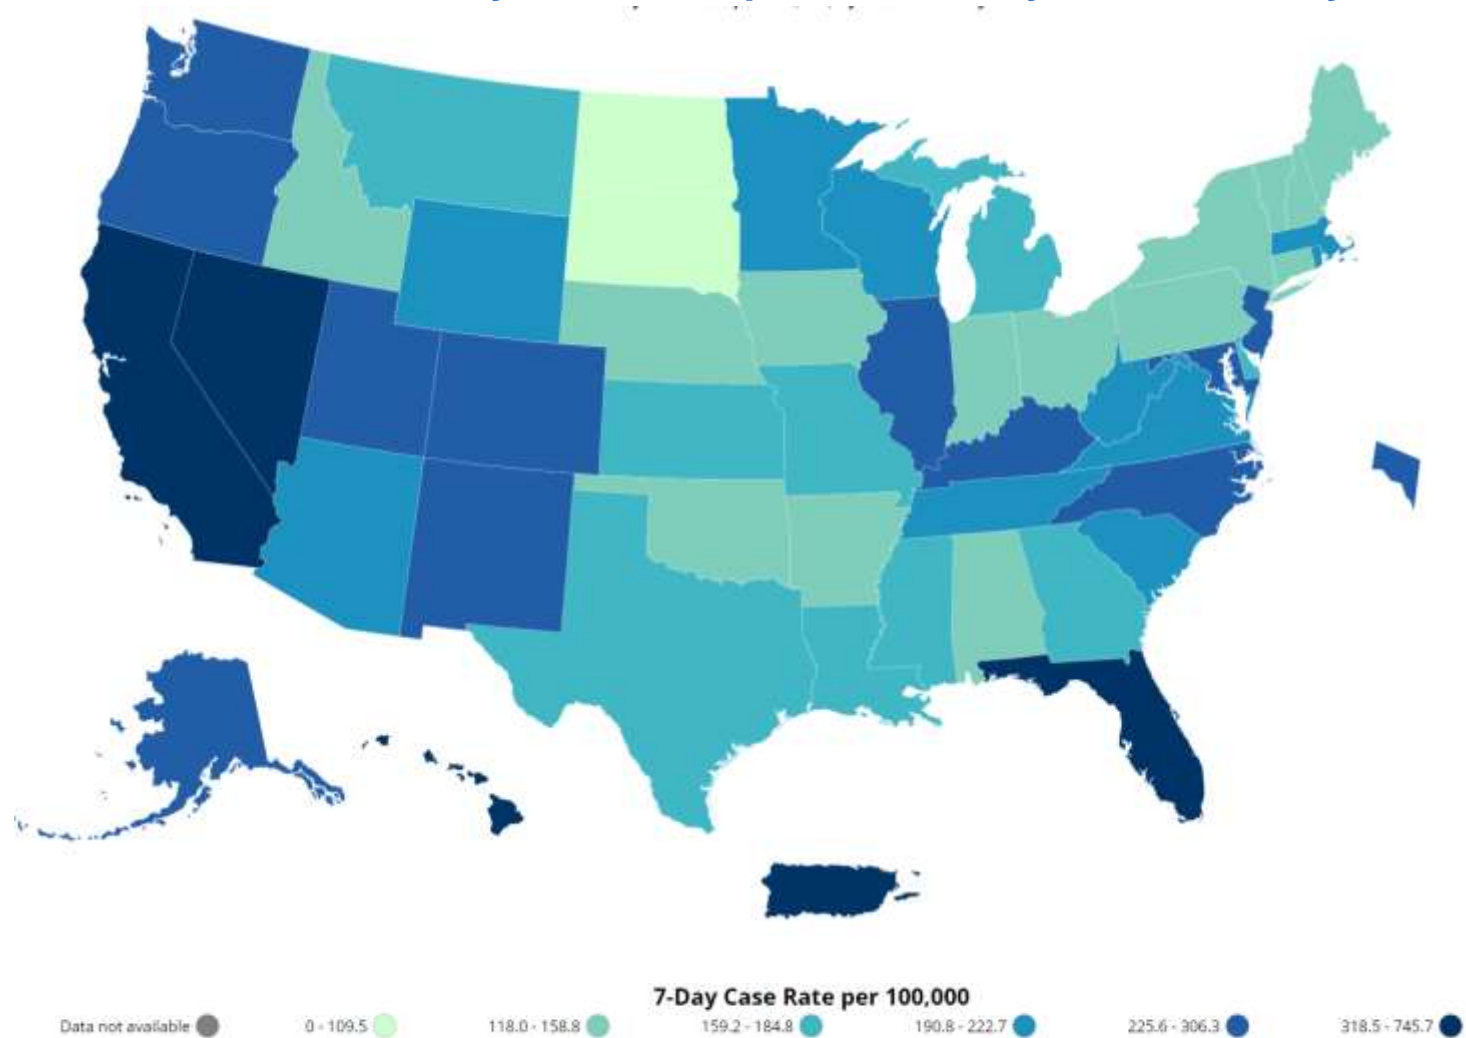 7-Day Case Rate per 100,000
Data not available 0 - 109.5 118.0 - 158.8 159.2 - 184.8 190.8 - 222.7 225.6 - 306.3 318.5 - 745.7